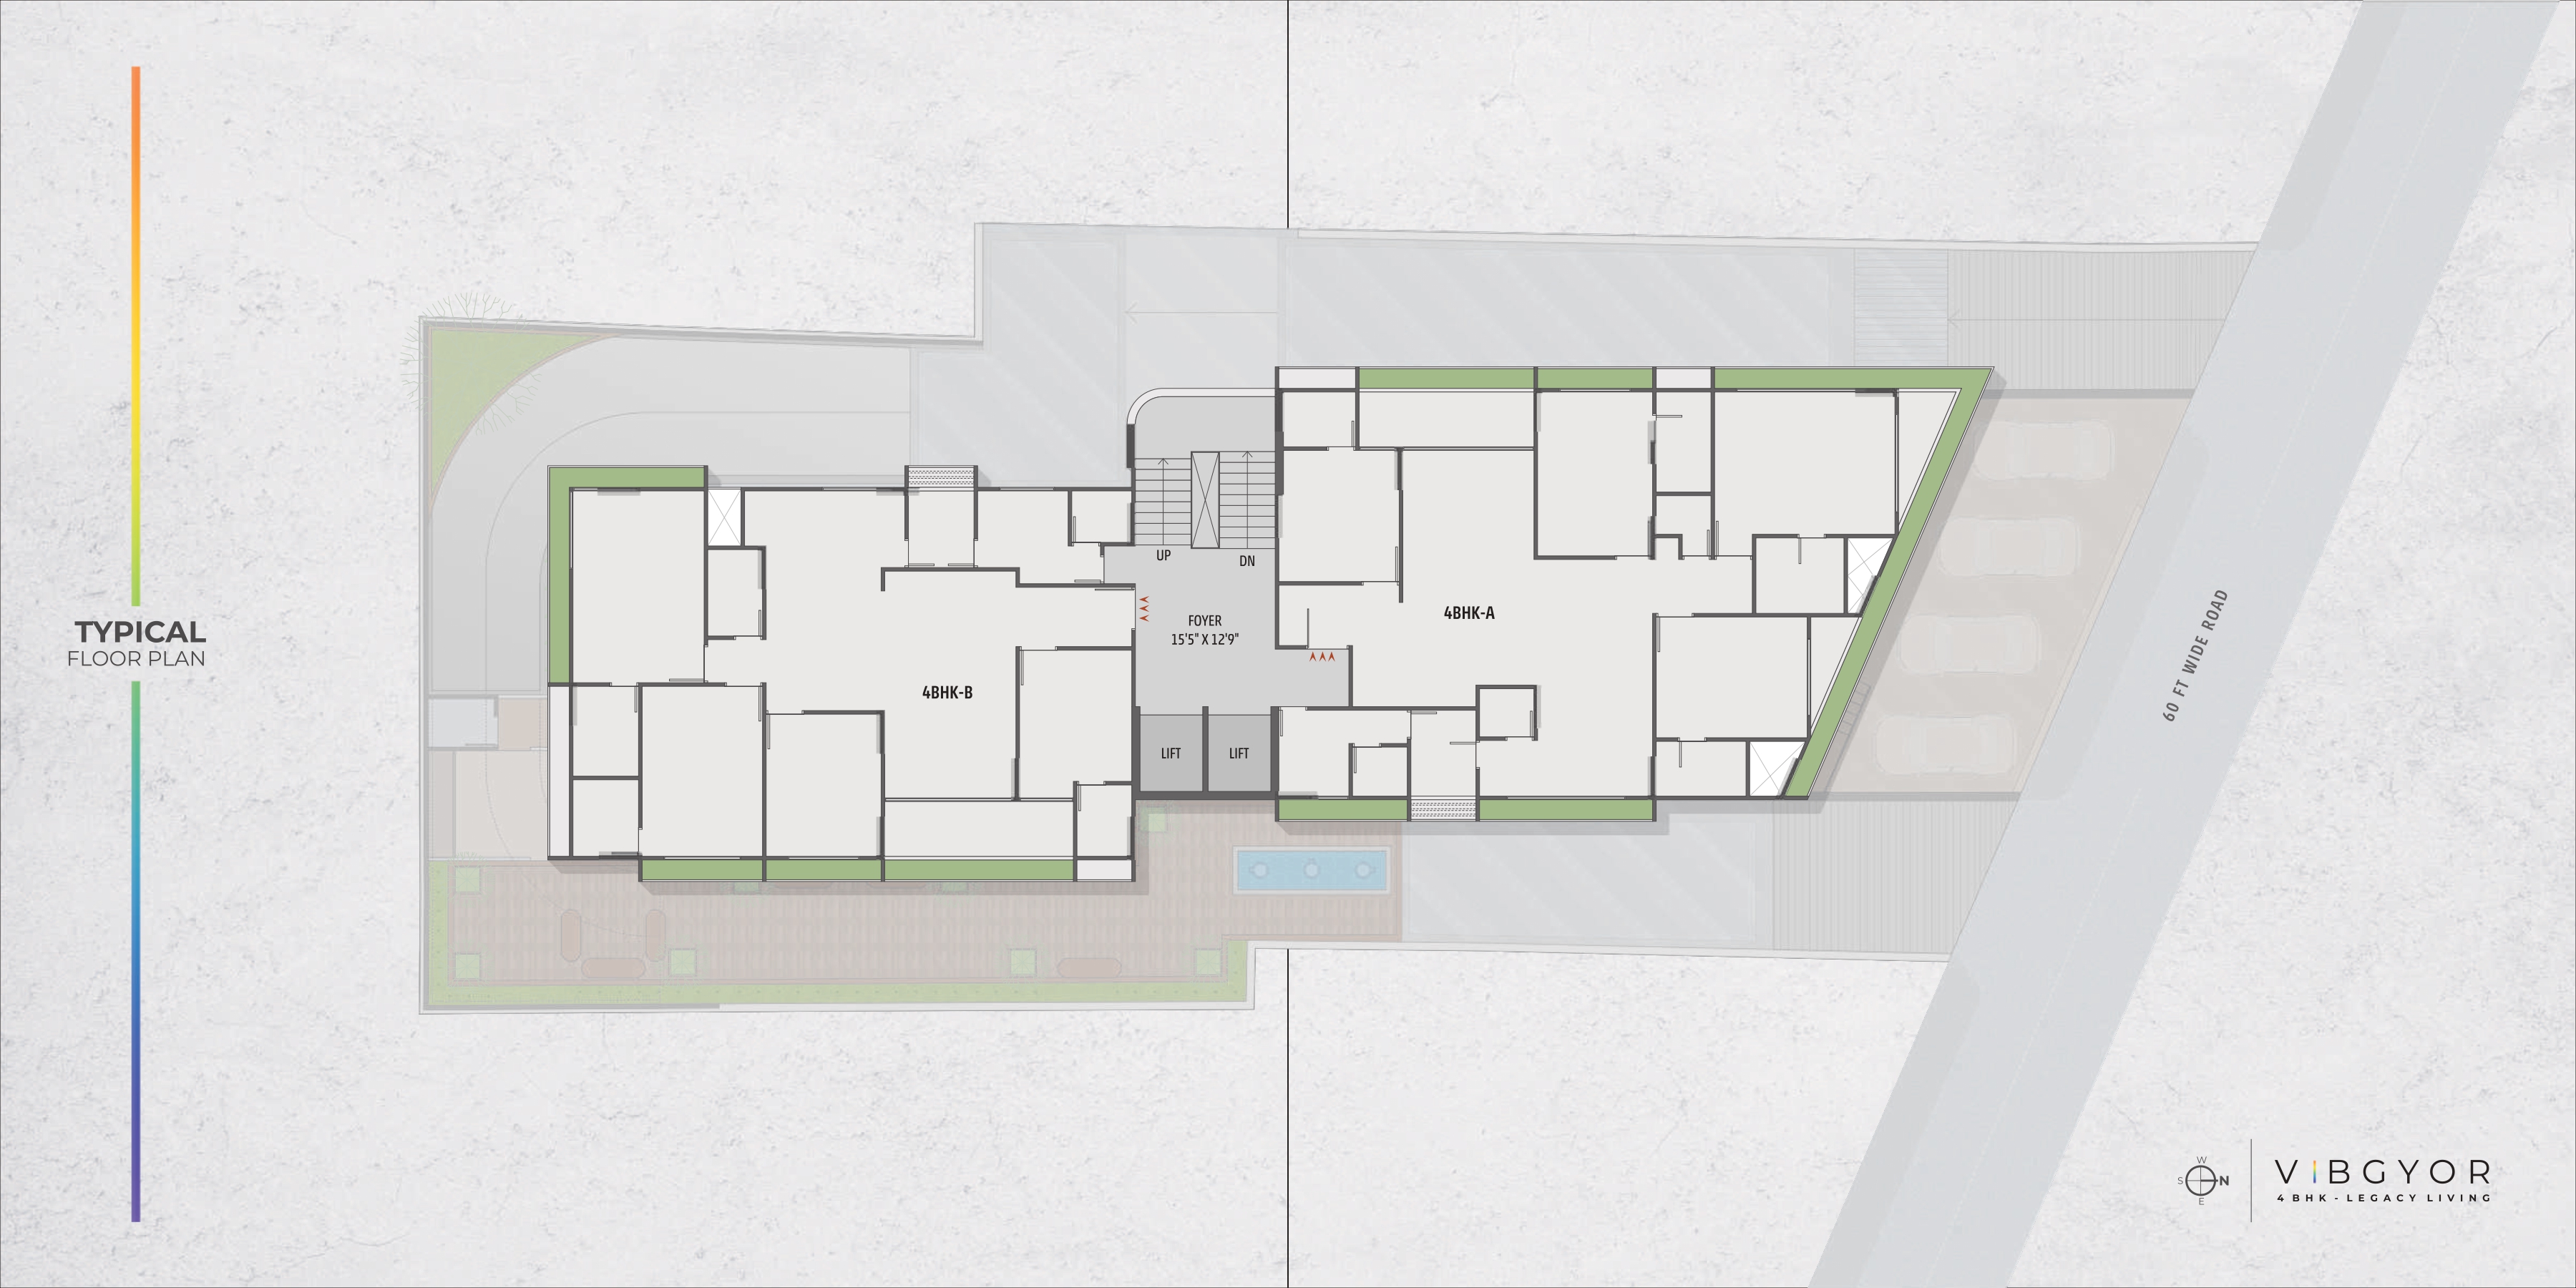 TYPICAL
FLOOR PLAN
UP
DN
FOYER
15'5" X 12'9"
4BHK-A
4BHK-B
LIFT
LIFT
60 FT WIDE ROAD
W
S
N
E
VIBGYOR
4 BHK - LEGACY LIVING